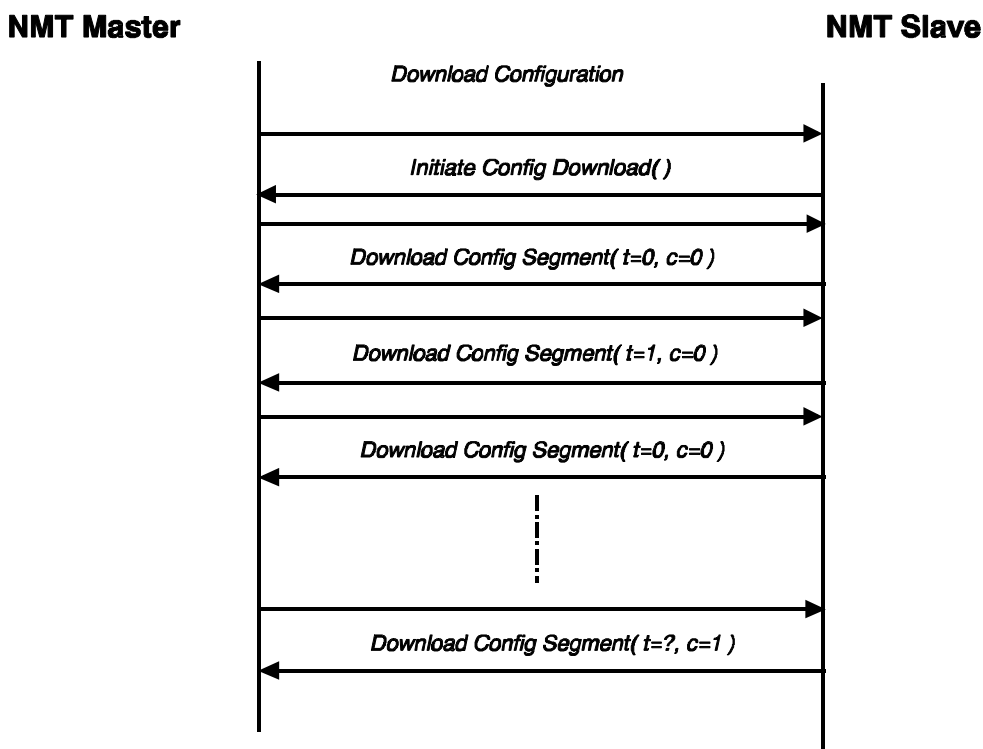 NMT Master
NMT Slave
Download Configuration
Initiate Config Download( )
Download Config Segment( t=0, c=0 )
Download Config Segment( t=1, c=0 )
Download Config Segment( t=0, c=0 )
Download Config Segment( t=?, c=1 )